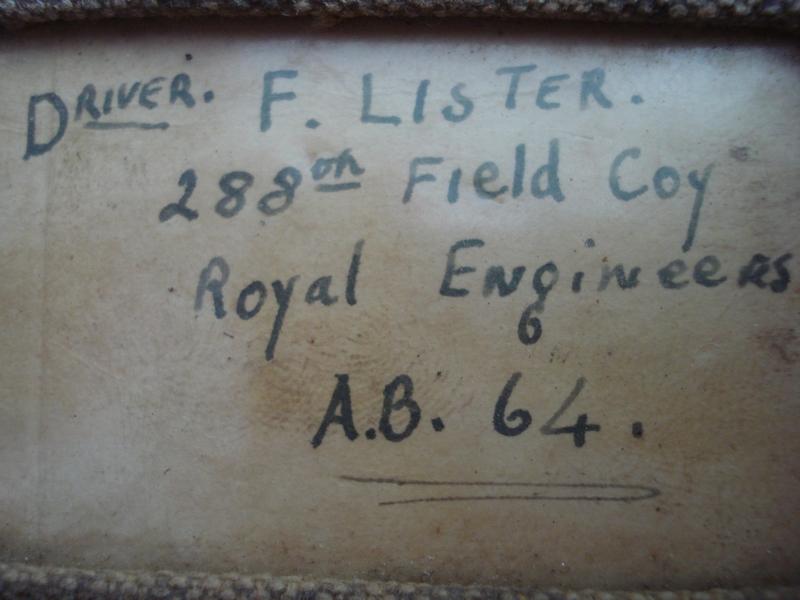 DRIVER. F. LISTER.
288th Field Coy
Royal Engineers
6
A.B. 64.